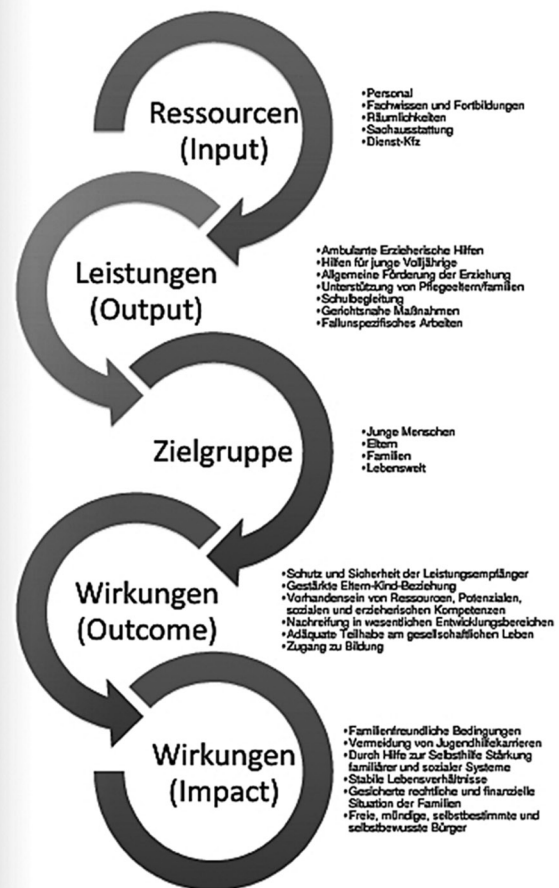 Ressourcen
(Input)
•Personal
•Fachwissen und Fortbildungen
•Räumlichkeiten
•Sachausstattung
•Dienst-Kfz
Leistungen
(Output)
•Ambulante Erzieherische Hilfen
•Hilfen für junge Volljährige
•Allgemeine Förderung der Erziehung
•Unterstützung von Pflegeeltern/familien
•Schulbegleitung
•Gerichtsnahe Maßnahmen
•Fallunspezifisches Arbeiten
Zielgruppe
•Junge Menschen
•Eltern
•Familien
•Lebenswelt
Wirkungen
(Outcome)
•Schutz und Sicherheit der Leistungsempfänger
•Gestärkte Eltern-Kind-Beziehung
•Vorhandensein von Ressourcen, Potenzialen,
sozialen und erzieherischen Kompetenzen
•Nachreifung in wesentlichen Entwicklungsbereichen
•Adäquate Teilhabe am gesellschaftlichen Leben
•Zugang zu Bildung
Wirkungen
(Impact)
•Familienfreundliche Bedingungen
•Vermeidung von Jugendhilfekarrieren
•Durch Hilfe zur Selbsthilfe Stärkung
familiärer und sozialer Systeme
•Stabile Lebensverhältnisse
•Gesicherte rechtliche und finanzielle
Situation der Familien
•Freie, mündige, selbstbestimmte und
selbstbewusste Bürger